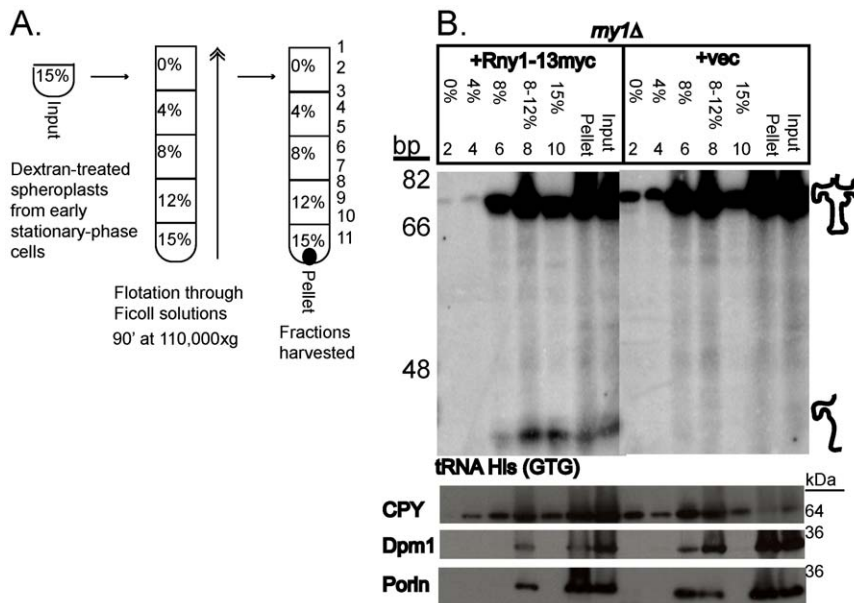 A.
15%
Input
Dextran-treated
spheroplasts
from early
stationary-phase
cells
0%
4%
8%
12%
15%
Flotation through
Ficoll solutions
90' at 110,000xg
0%
4%
8%
12%
15%
Pellet
1
2
3
4
5
6
7
8
9
10
11
Fractions
harvested
B.
rny1Δ
+Rny1-13myc +vec
0% 4% 8% 8-12% 15% Pellet Input 0% 4% 8% 8-12% 15% Pellet Input
2 4 6 8 10 2 4 6 8 10
bp
82
66
48
tRNA His (GTG)
kDa
CPY 64
36
Dpm1
36
Porin